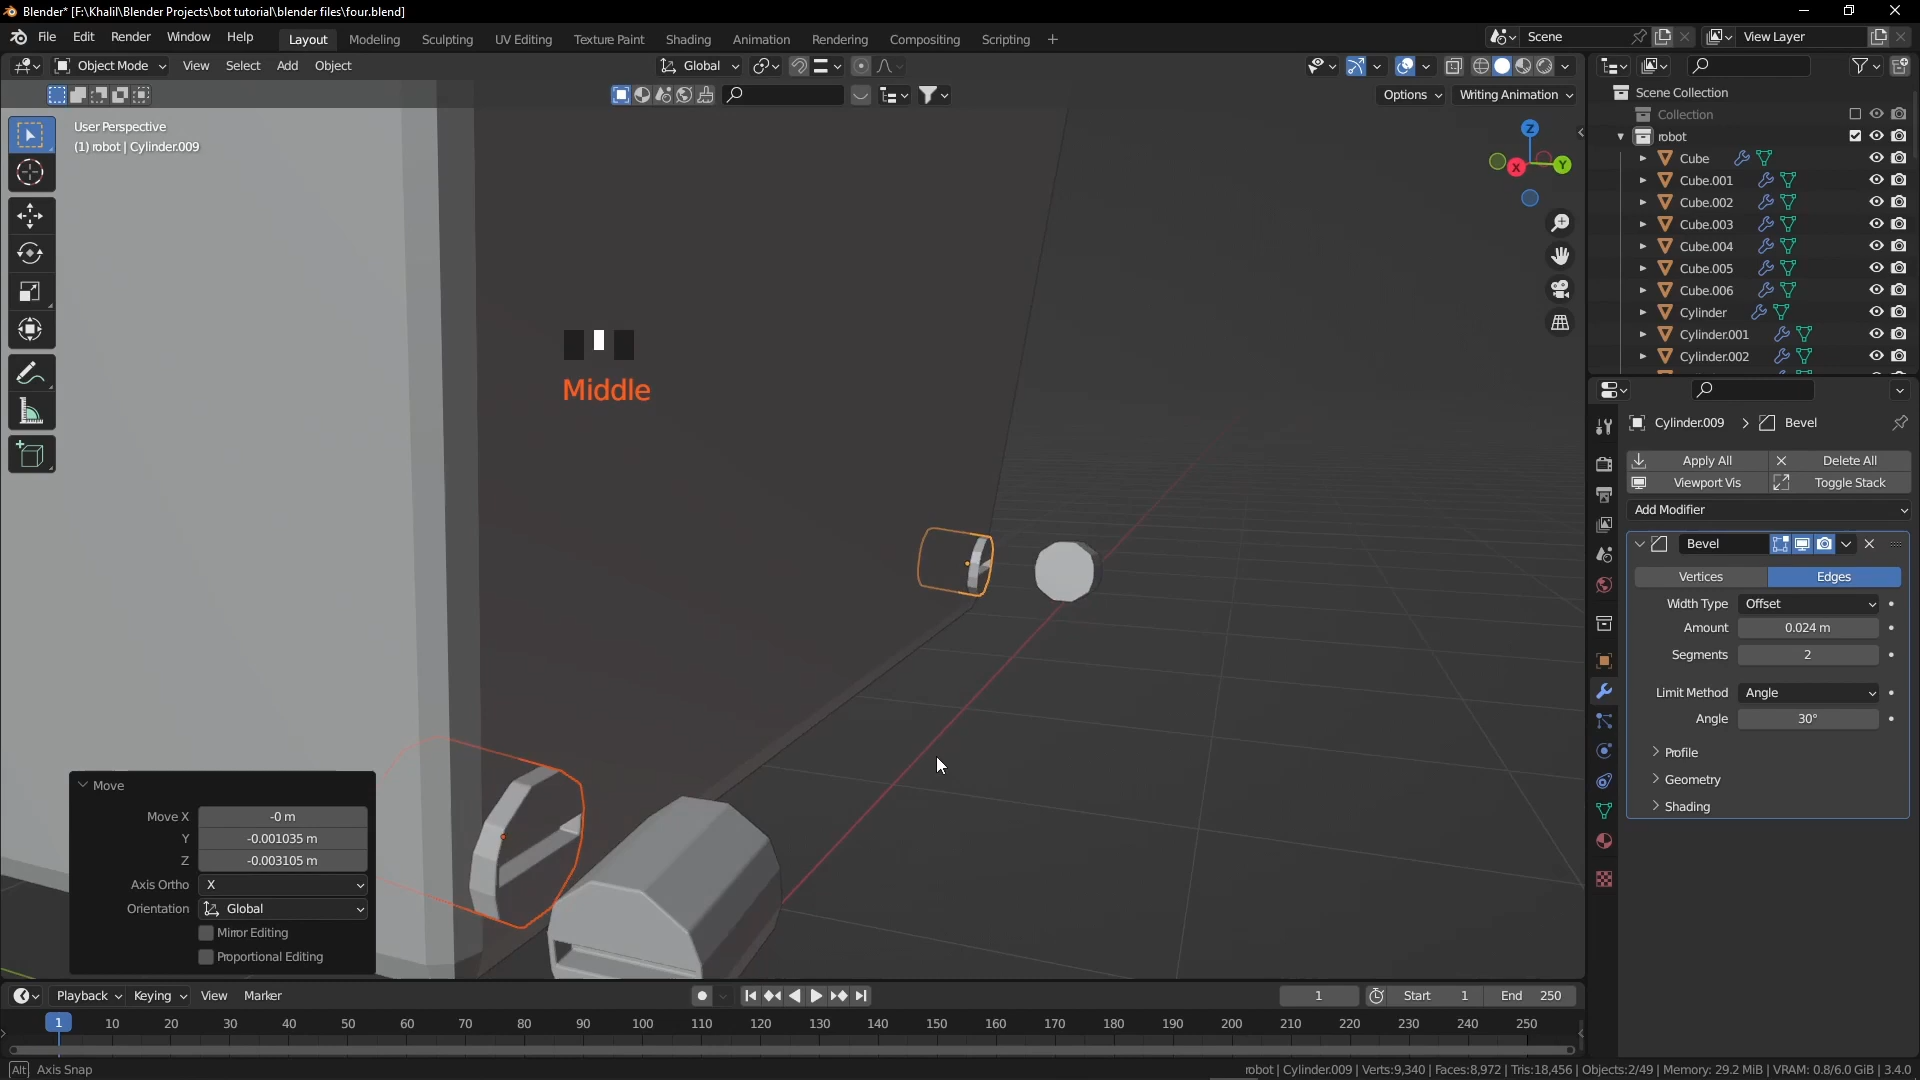 Blender* [F:\Khalil\Blender Projects\bot tutorial\blender files\four.blend]
File Edit Render Window Help Layout Modeling Sculpting UV Editing Texture Paint Shading Animation Rendering Compositing Scripting + Scene View Layer
Object Mode View Select Add Object Global
Options Writing Animation
User Perspective
(1) robot | Cylinder.009
Z
Y
X
Middle
Scene Collection
Collection
robot
Cube
Cube.001
Cube.002
Cube.003
Cube.004
Cube.005
Cube.006
Cylinder
Cylinder.001
Cylinder.002
Cylinder.009 > Bevel
Apply All Delete All
Viewport Vis Toggle Stack
Add Modifier
Bevel
Vertices Edges
Width Type Offset
Amount 0.024 m
Segments 2
Limit Method Angle
Angle 30°
Profile
Geometry
Shading
Move
Move X -0 m
Y -0.001035 m
Z -0.003105 m
Axis Ortho X
Orientation Global
Mirror Editing
Proportional Editing
Playback Keying View Marker 1 Start 1 End 250
1 10 20 30 40 50 60 70 80 90 100 110 120 130 140 150 160 170 180 190 200 210 220 230 240 250
Alt Axis Snap robot | Cylinder.009 | Verts:9,340 | Faces:8,972 | Tris:18,456 | Objects:2/49 | Memory: 29.2 MiB | VRAM: 0.8/6.0 GiB | 3.4.0